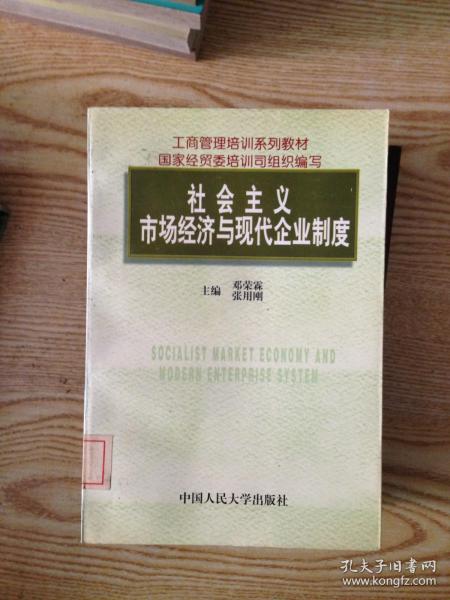 工商管理培训系列教材
国家经贸委培训司组织编写
社会主义
市场经济与现代企业制度
主编 邓荣霖
张用刚
SOCIALIST MARKET ECONOMY AND
MODERN ENTERPRISE SYSTEM
中国人民大学出版社
孔夫子旧书网
www.kongfz.com